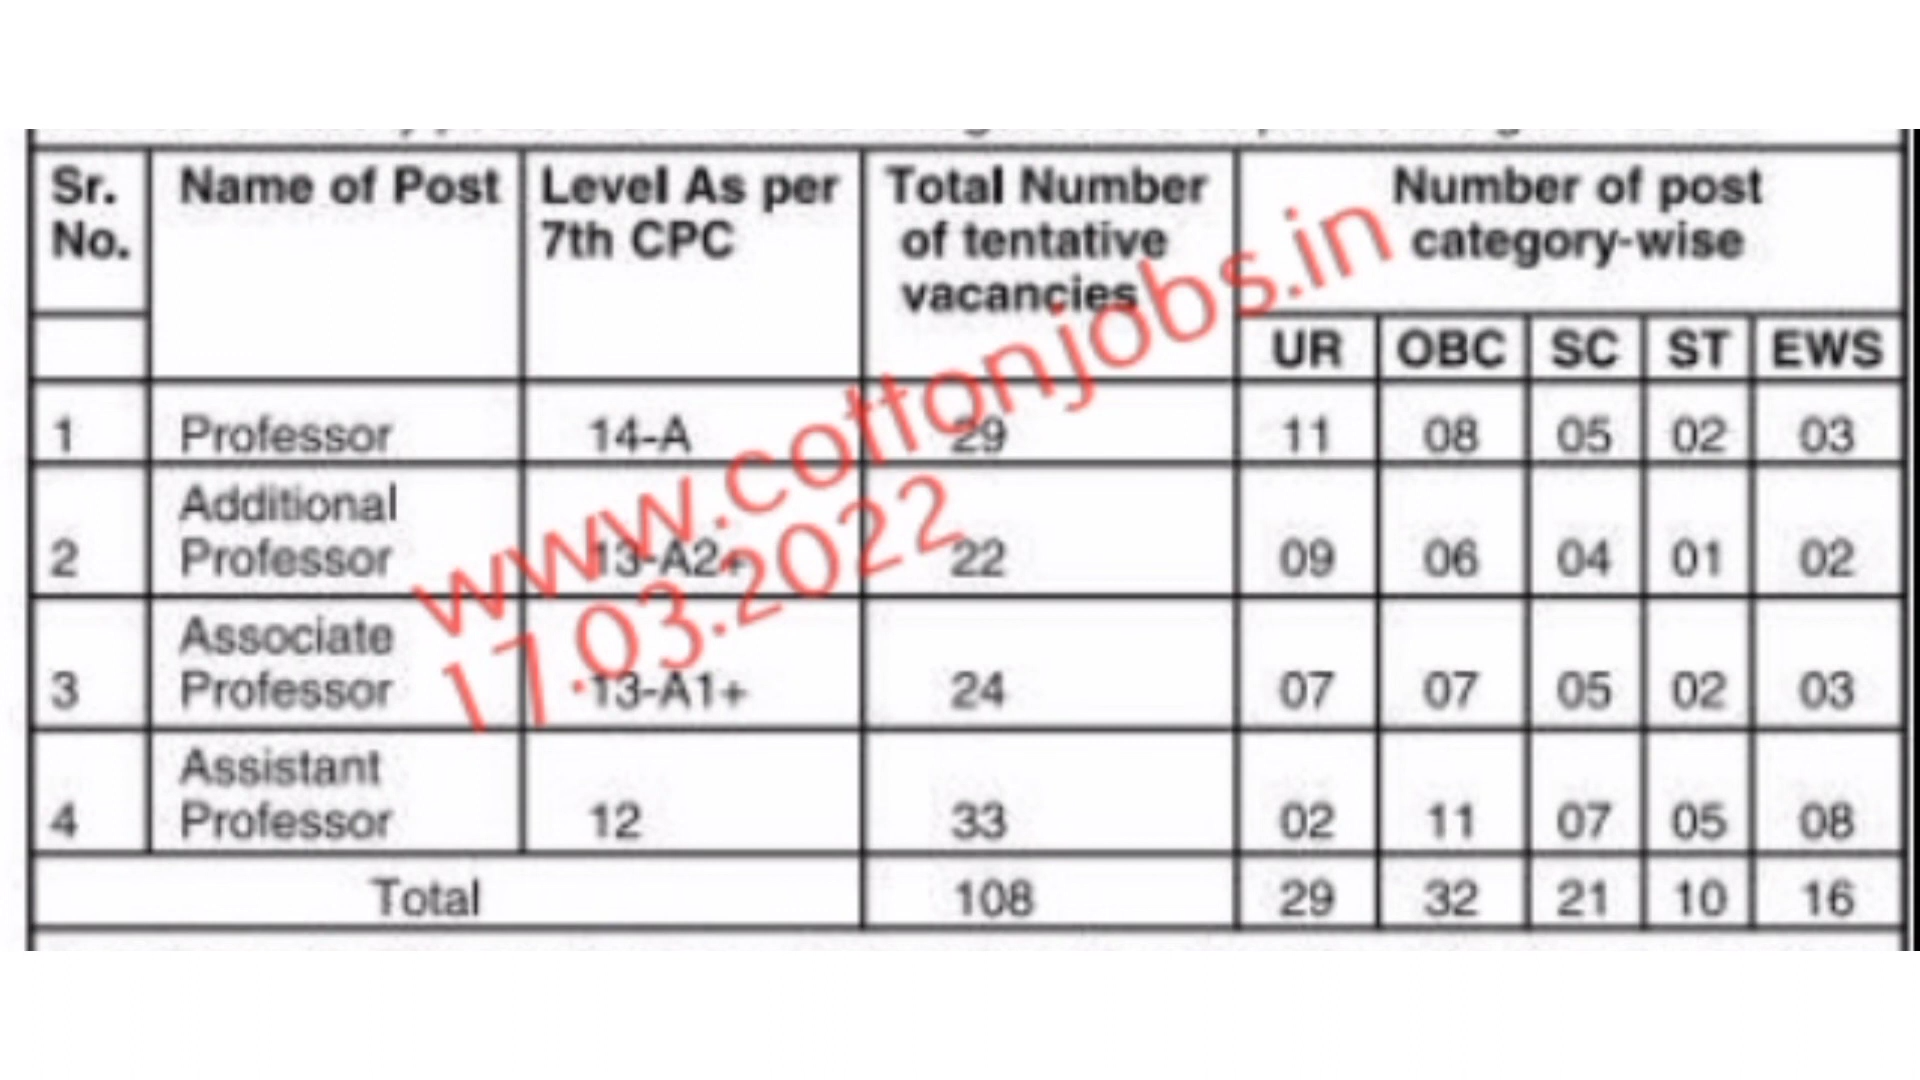 Sr. No. Name of Post Level As per 7th CPC Total Number of tentative vacancies Number of post category-wise
UR OBC SC ST EWS
1 Professor 14-A 29 11 08 05 02 03
2 Additional Professor 13-A2+ 22 09 06 04 01 02
3 Associate Professor 13-A1+ 24 07 07 05 02 03
4 Assistant Professor 12 33 02 11 07 05 08
Total 108 29 32 21 10 16
www.cottonjobs.in
17.03.2022